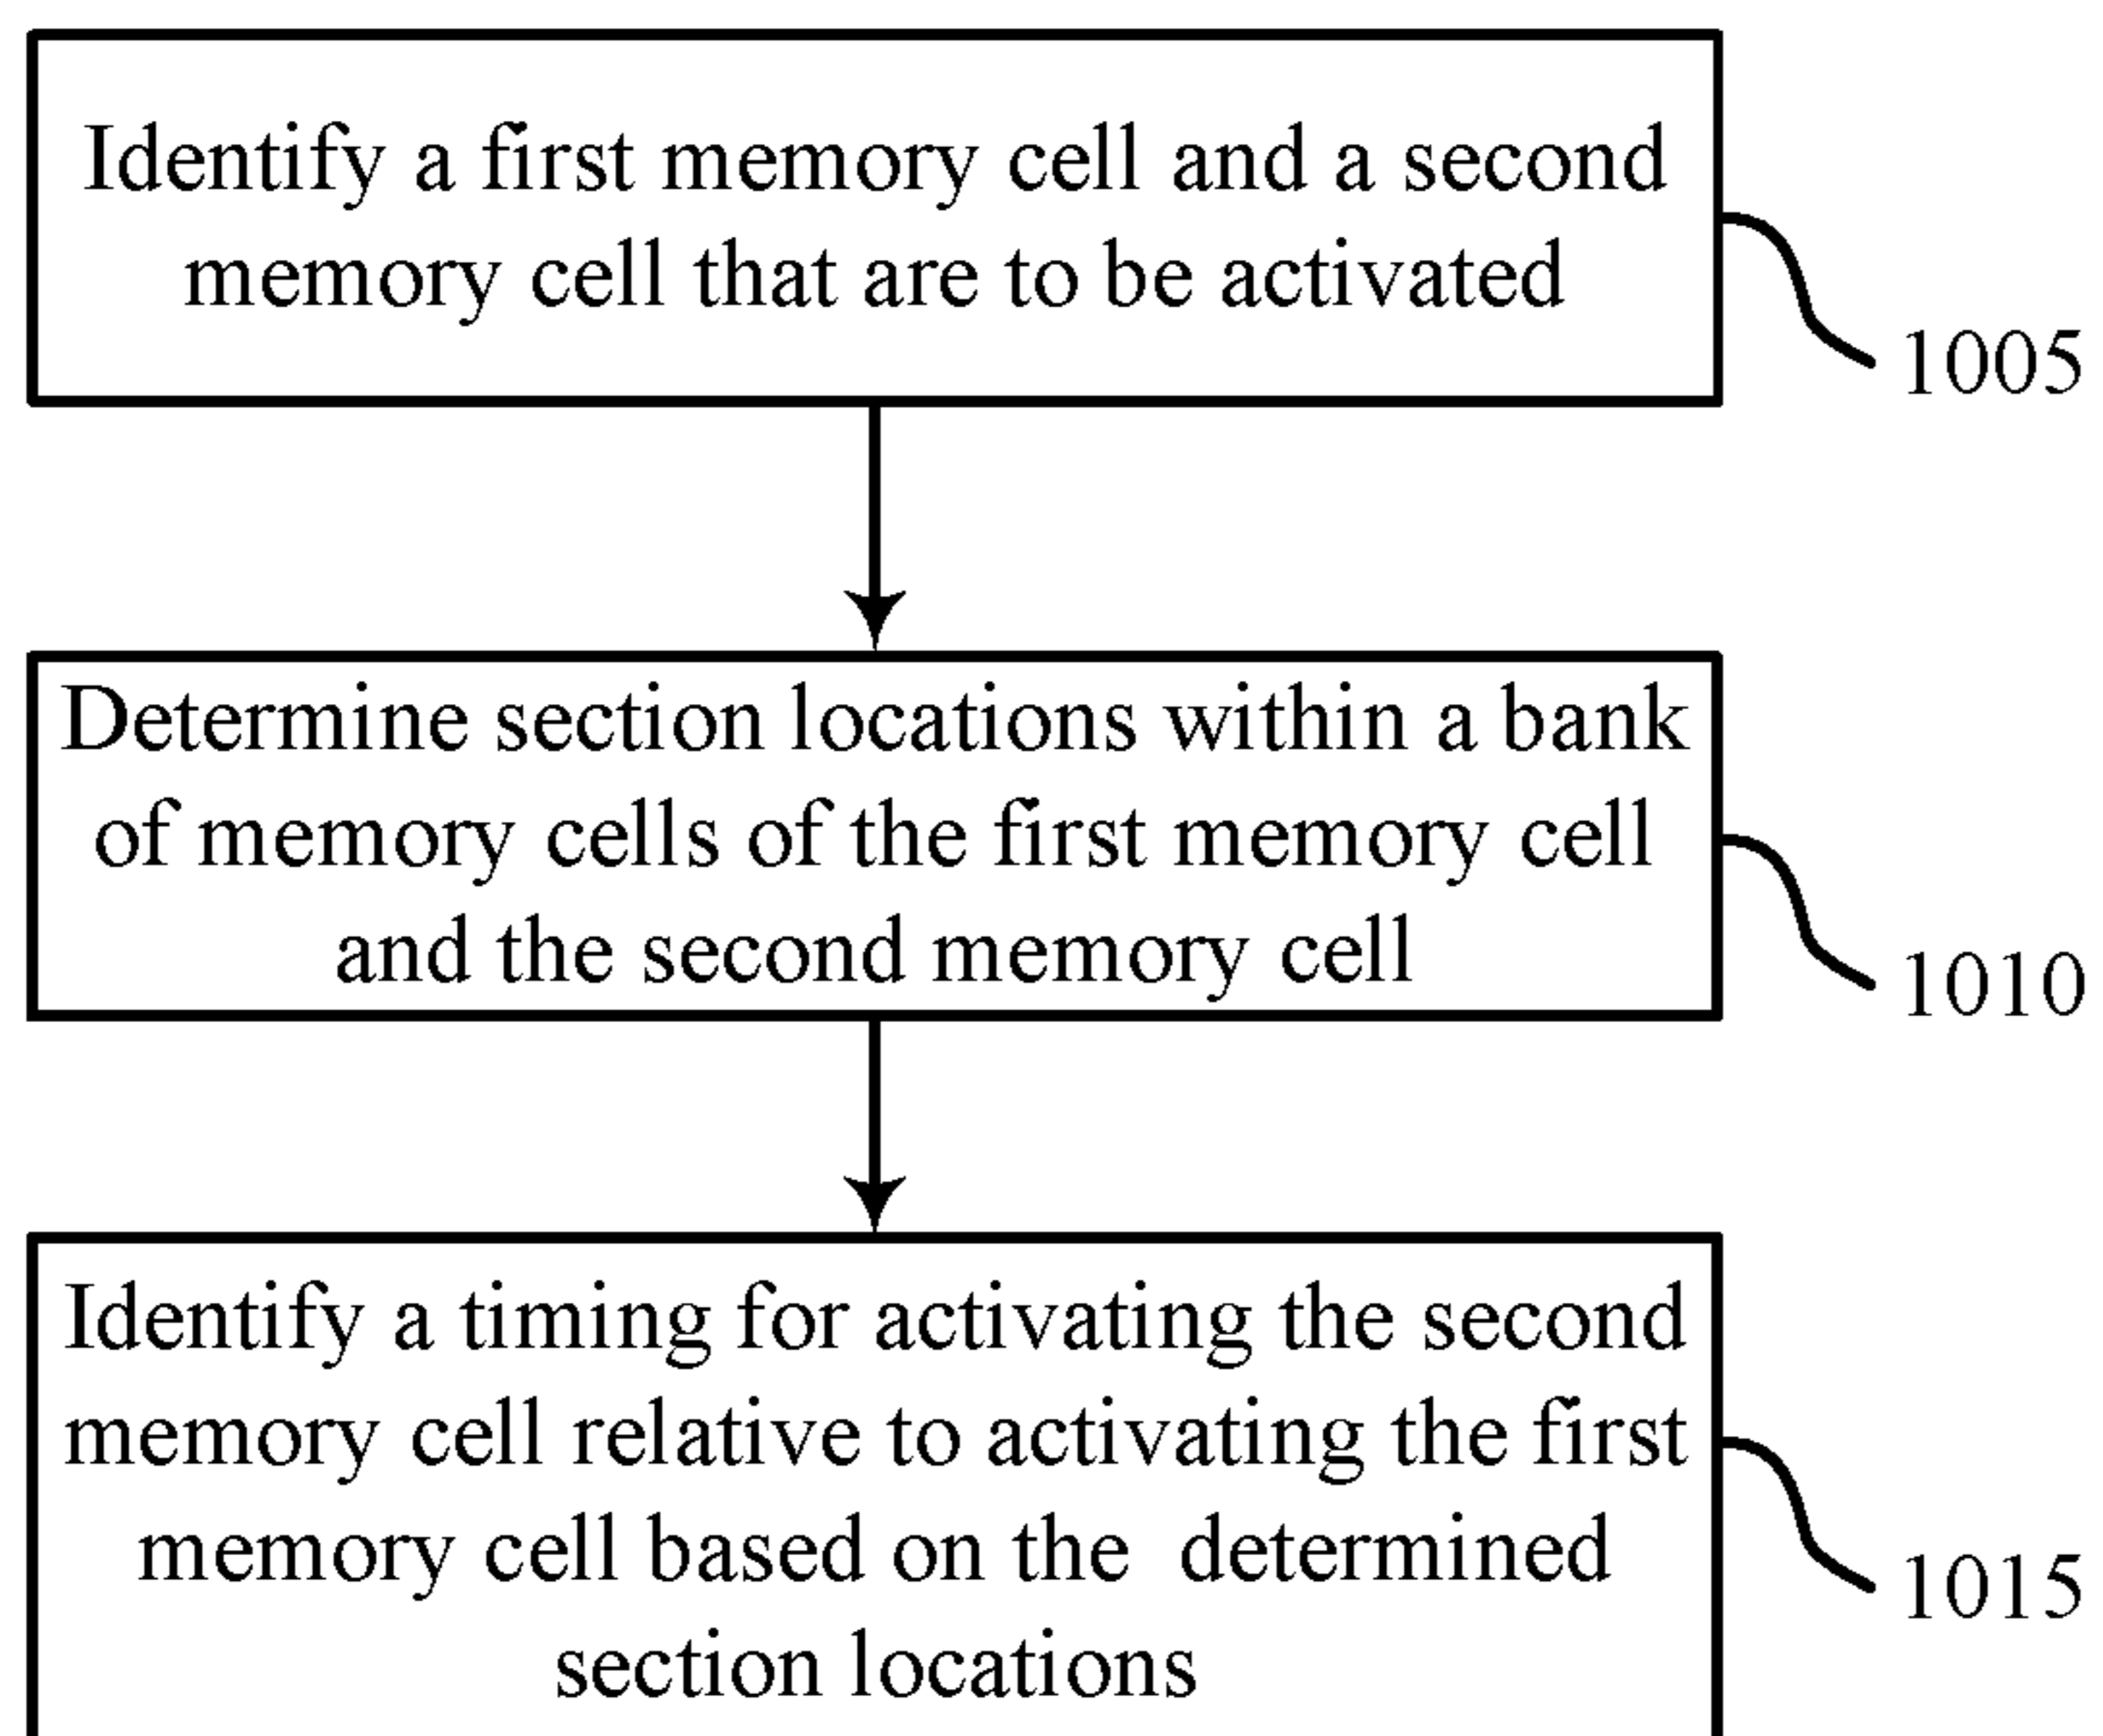 Identify a first memory cell and a second
memory cell that are to be activated
1005
Determine section locations within a bank
of memory cells of the first memory cell
and the second memory cell
1010
Identify a timing for activating the second
memory cell relative to activating the first
memory cell based on the  determined
section locations
1015